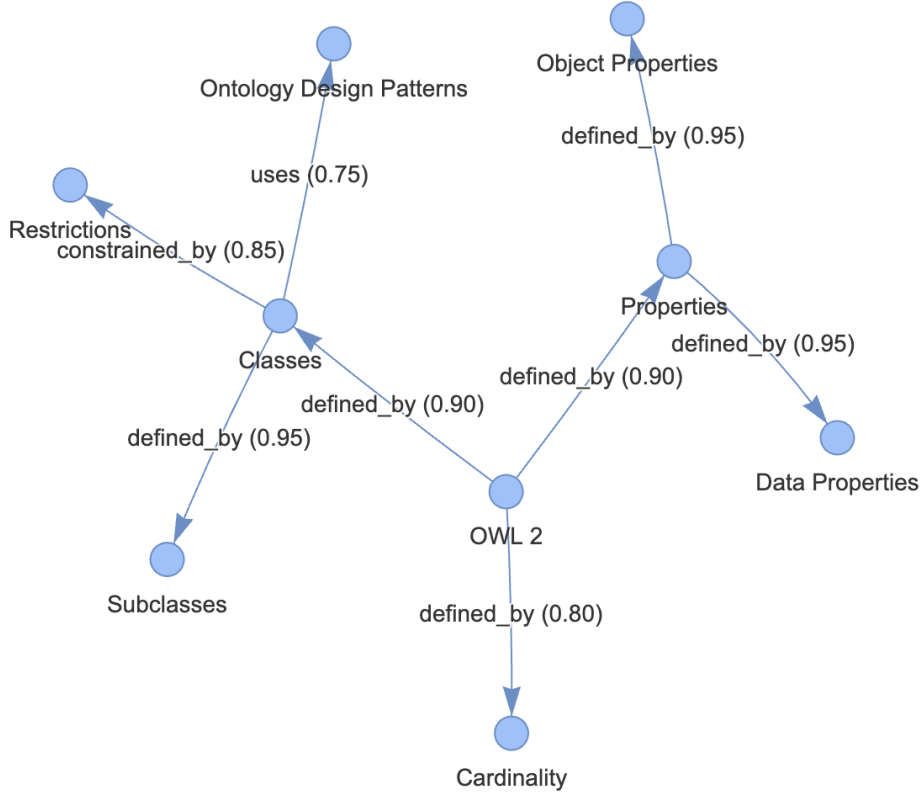 Object Properties
Ontology Design Patterns
defined_by (0.95)
uses (0.75)
Restrictions
constrained_by (0.85)
Properties
defined_by (0.95)
Classes
defined_by (0.90)
defined_by (0.90)
defined_by (0.95)
Data Properties
OWL 2
Subclasses
defined_by (0.80)
Cardinality